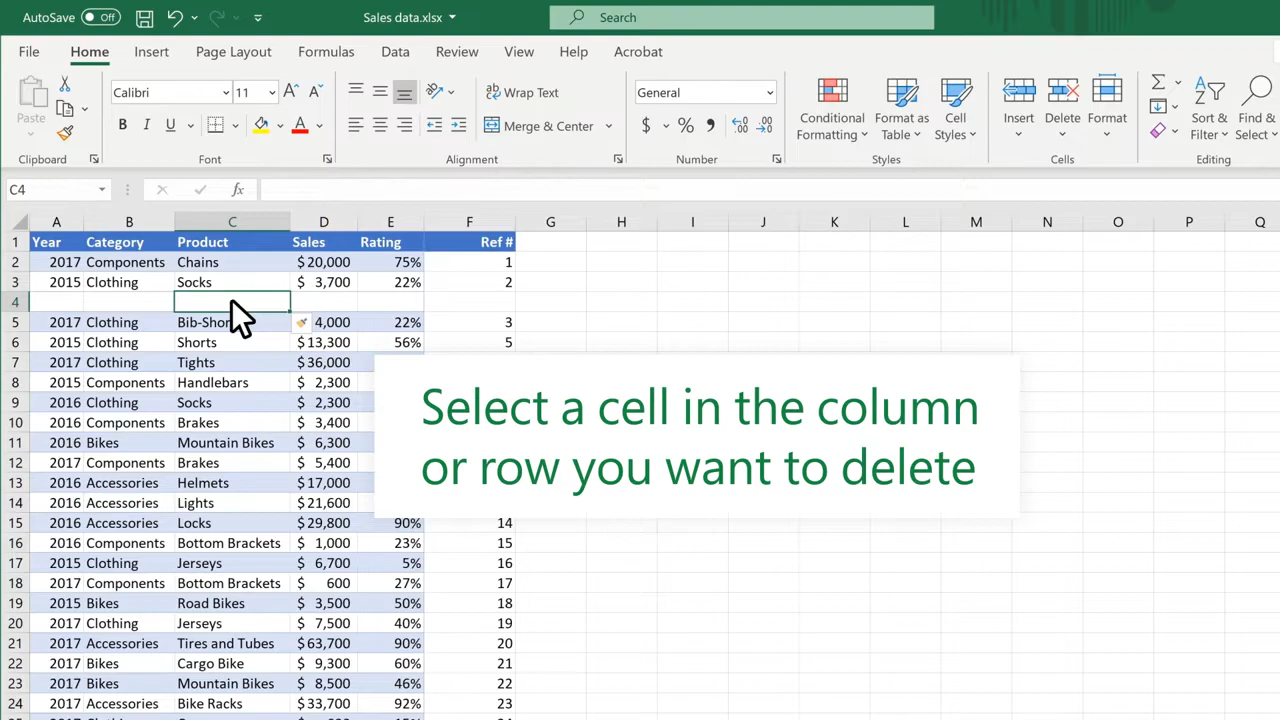 AutoSave Off Sales data.xlsx Search
File Home Insert Page Layout Formulas Data Review View Help Acrobat
Paste
Calibri 11
B I U
Wrap Text
Merge & Center
General
$ % ,
Conditional Formatting
Format as Table
Cell Styles
Insert Delete Format
Sort & Filter
Find & Select
Clipboard Font Alignment Number Styles Cells Editing
C4 fx
A B C D E F G H I J K L M N O P Q
1 Year Category Product Sales Rating Ref #
2 2017 Components Chains $ 20,000 75% 1
3 2015 Clothing Socks $ 3,700 22% 2
4
5 2017 Clothing 4,000 22% 3
6 2015 Clothing Shorts $ 13,300 56% 5
7 2017 Clothing Tights $ 36,000
8 2015 Components Handlebars $ 2,300
9 2016 Clothing Socks $ 2,300
10 2016 Components Brakes $ 3,400
11 2016 Bikes Mountain Bikes $ 6,300
12 2017 Components Brakes $ 5,400
13 2016 Accessories Helmets $ 17,000
14 2016 Accessories Lights $ 21,600
15 2016 Accessories Locks $ 29,800 90% 14
16 2016 Components Bottom Brackets $ 1,000 23% 15
17 2015 Clothing Jerseys $ 6,700 5% 16
18 2017 Components Bottom Brackets $ 600 27% 17
19 2015 Bikes Road Bikes $ 3,500 50% 18
20 2017 Clothing Jerseys $ 7,500 40% 19
21 2017 Accessories Tires and Tubes $ 63,700 90% 20
22 2017 Bikes Cargo Bike $ 9,300 60% 21
23 2017 Bikes Mountain Bikes $ 8,500 46% 22
24 2017 Accessories Bike Racks $ 33,700 92% 23
Select a cell in the column
or row you want to delete